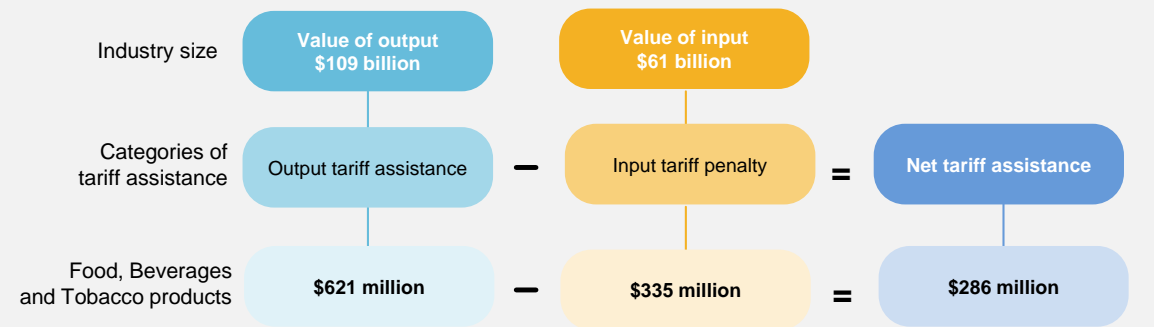 Industry size
Value of output
$109 billion
Value of input
$61 billion
Categories of
tariff assistance
Output tariff assistance
–
Input tariff penalty
=
Net tariff assistance
Food, Beverages
and Tobacco products
$621 million
–
$335 million
=
$286 million